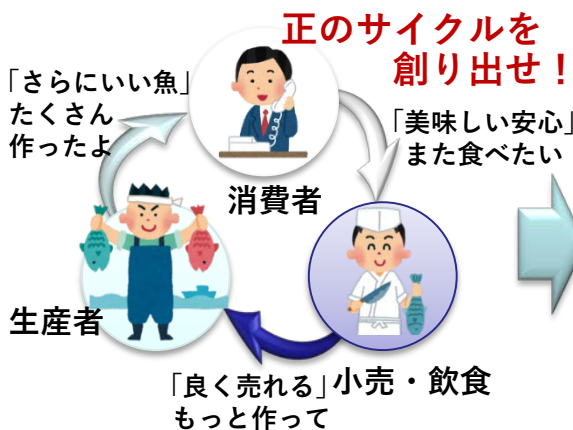 正のサイクルを
創り出せ！
「さらにいい魚」
たくさん
作ったよ
「美味しい安心」
また食べたい
消費者
生産者
小売・飲食
「良く売れる」
もっと作って